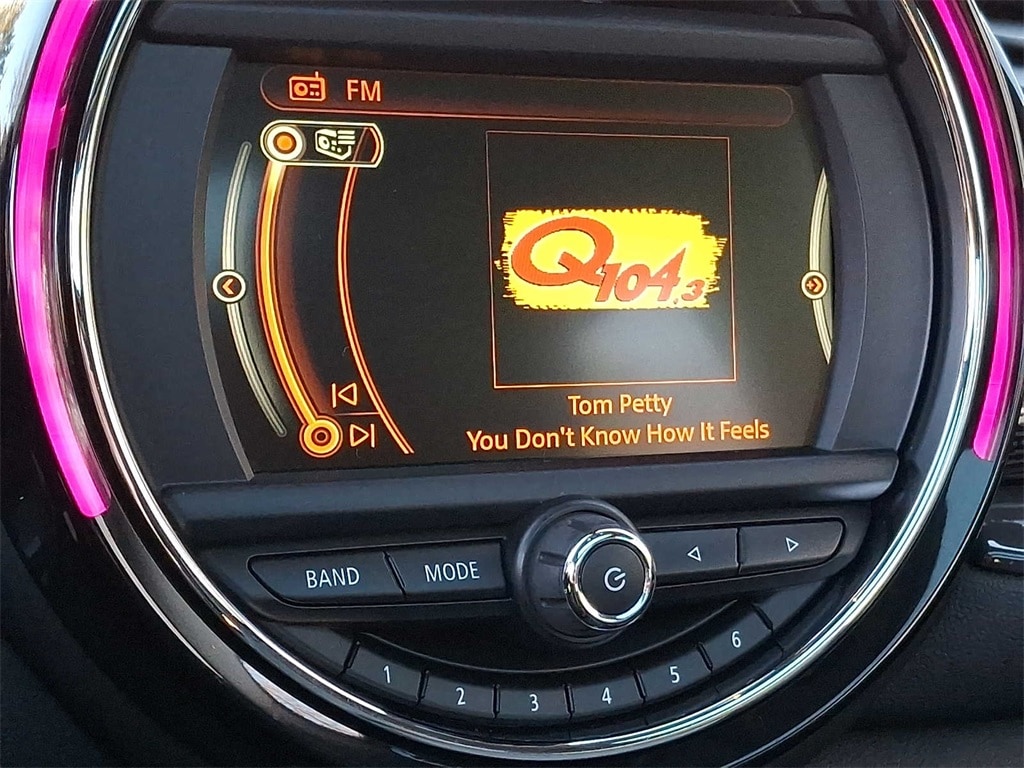 FM
Q104.3
Tom Petty
You Don't Know How It Feels
BAND MODE
1 2 3 4 5 6